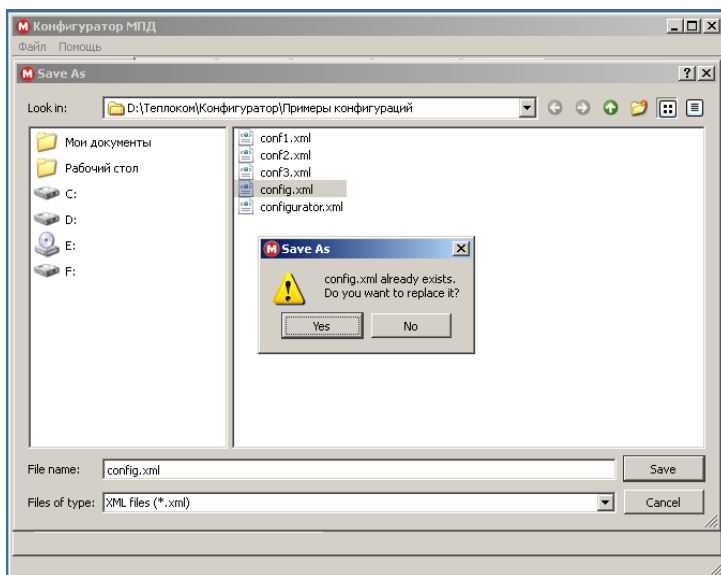 Конфигуратор МПД
Файл Помощь
Save As
Look in: D:\Теплоком\Конфигуратор\Примеры конфигураций
Мои документы
Рабочий стол
C:
D:
E:
F:
conf1.xml
conf2.xml
conf3.xml
config.xml
configurator.xml
Save As
config.xml already exists.
Do you want to replace it?
Yes No
File name: config.xml Save
Files of type: XML files (*.xml) Cancel